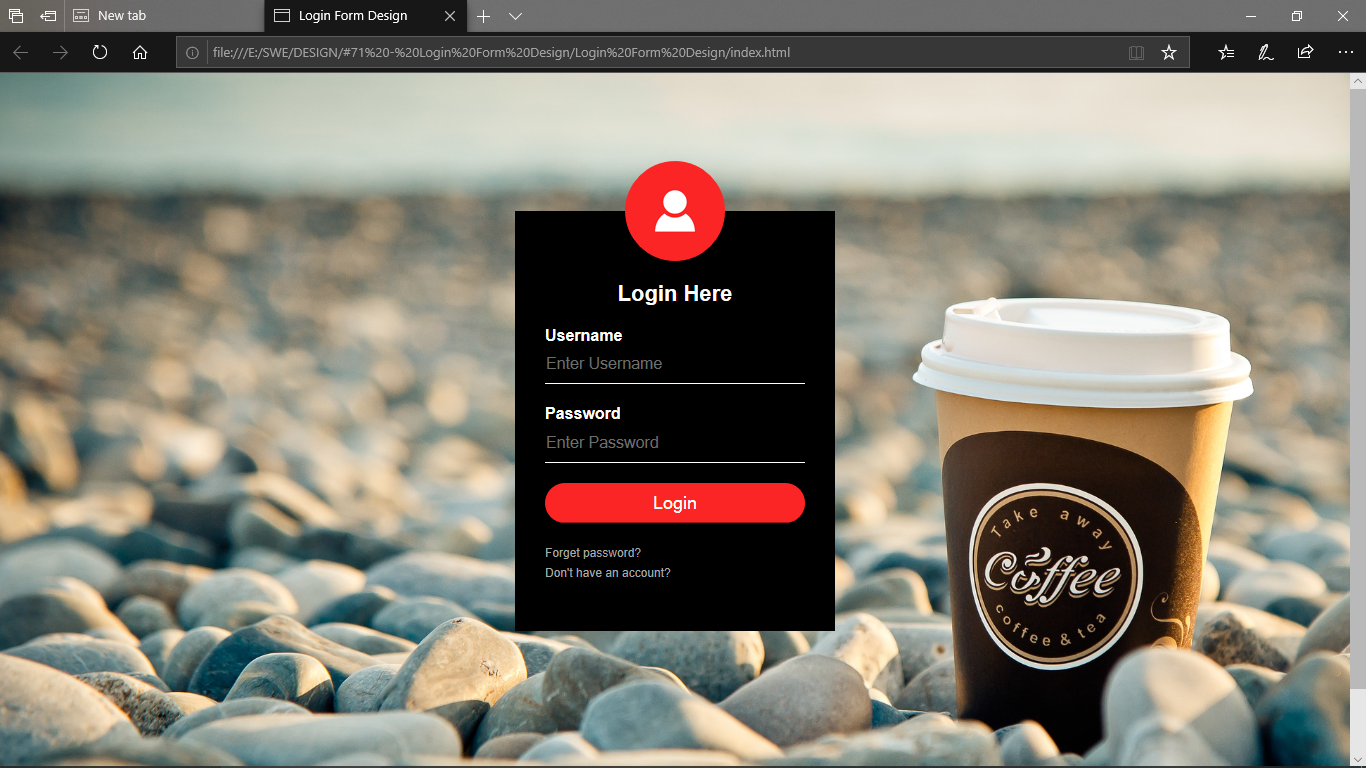 New tab
Login Form Design
file:///E:/SWE/DESIGN/#71%20-%20Login%20Form%20Design/Login%20Form%20Design/index.html
Login Here
Username
Enter Username
Password
Enter Password
Login
Forget password?
Don't have an account?
Take away
Coffee
coffee & tea